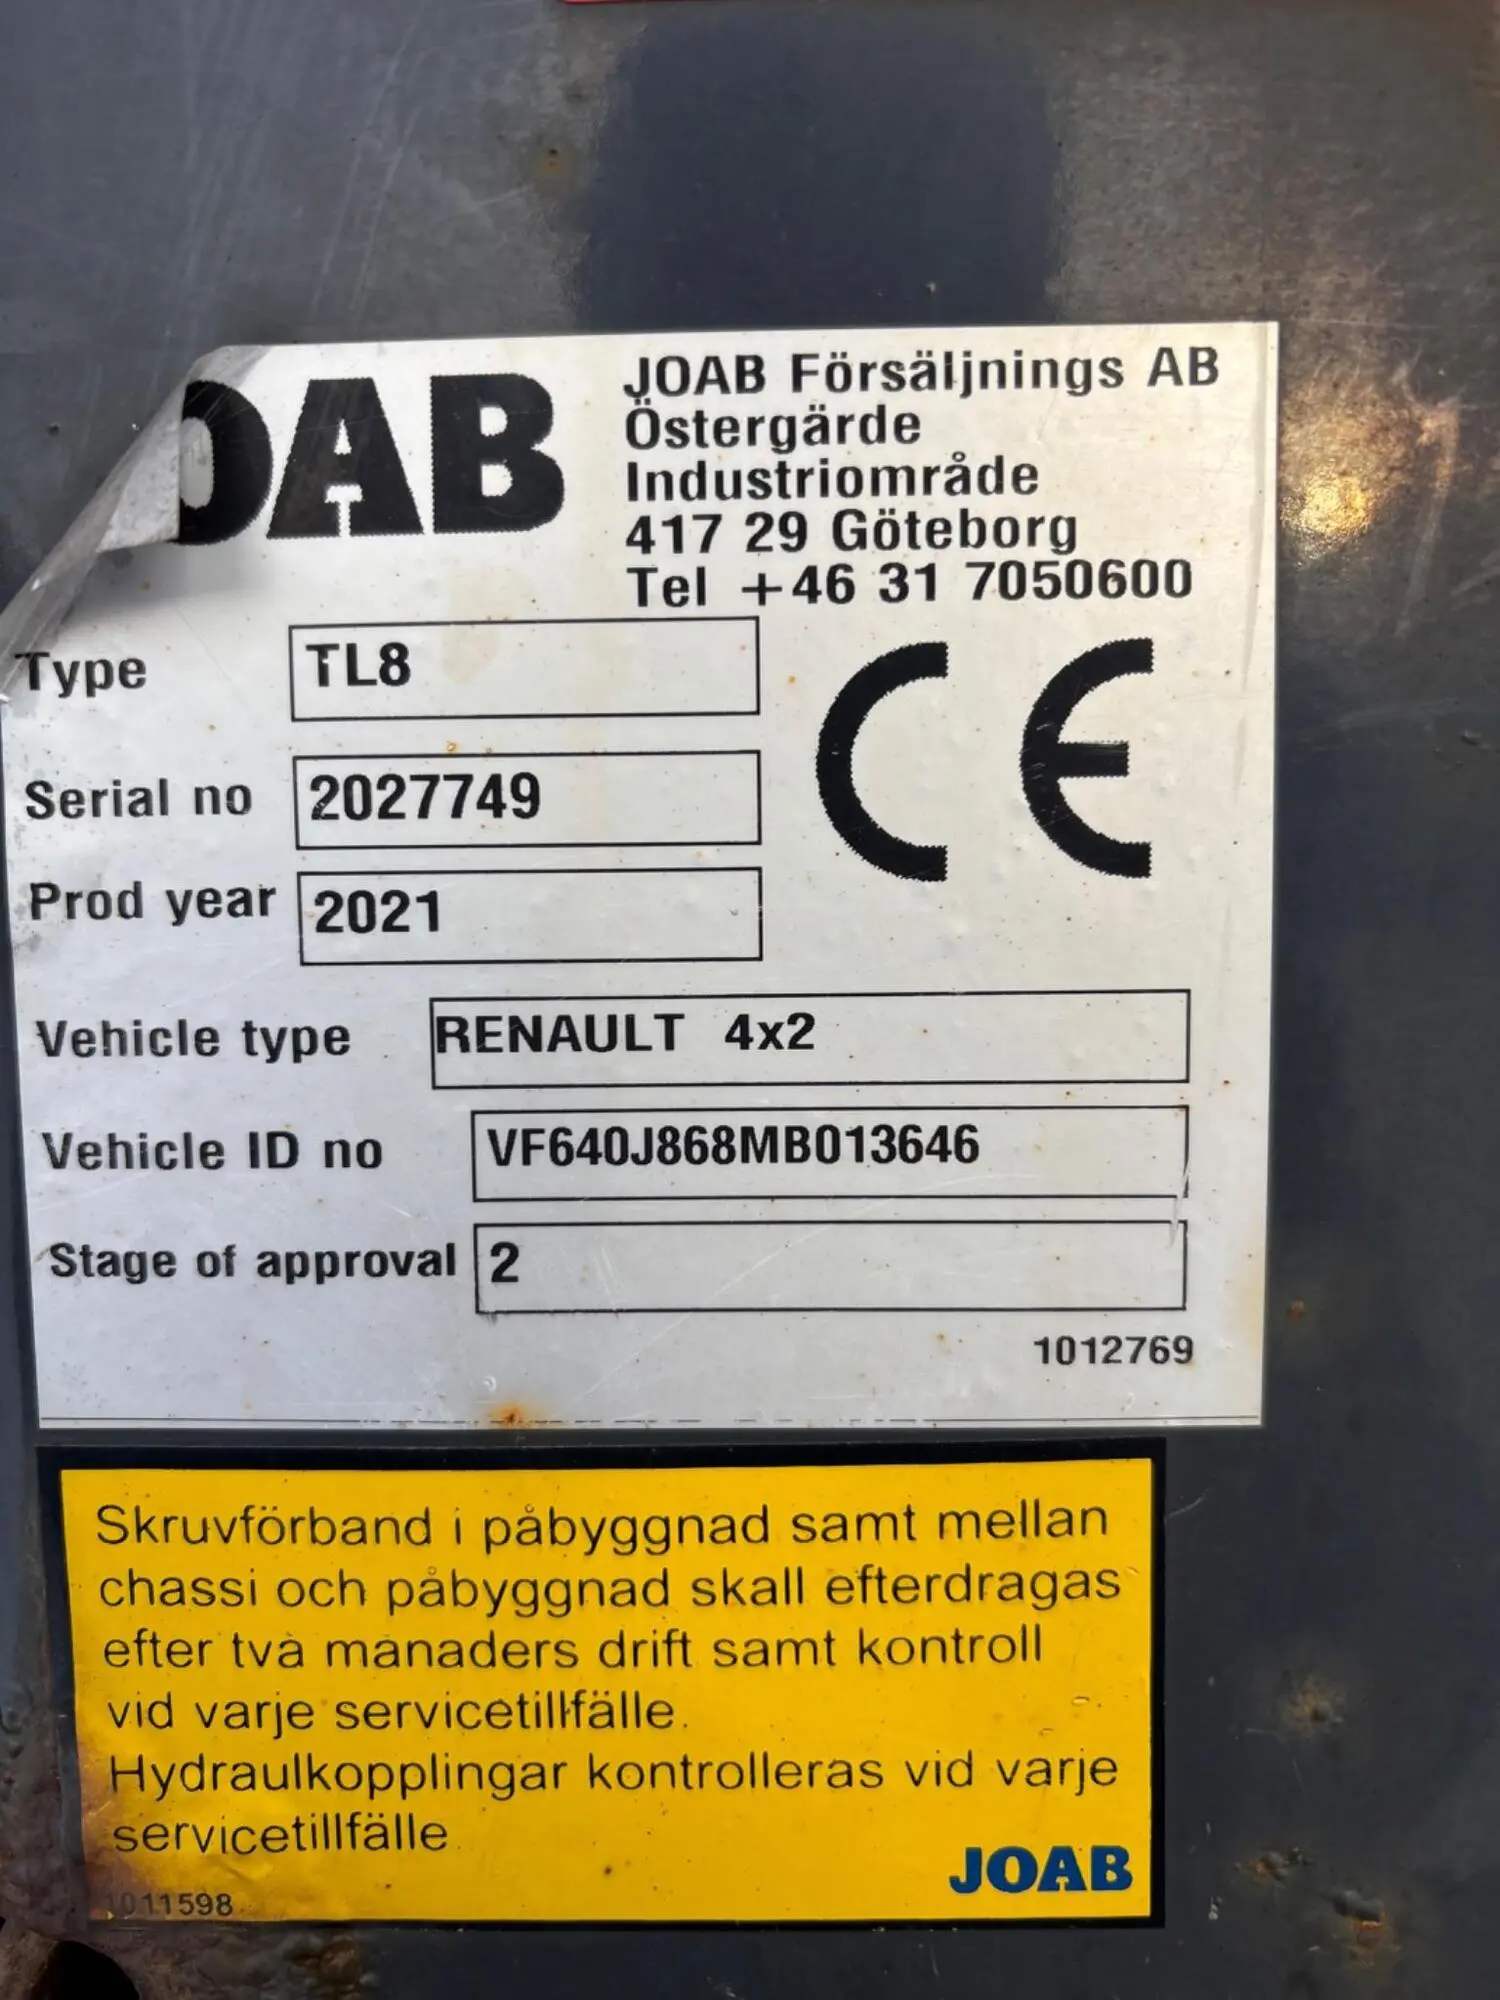 JOAB
JOAB Försäljnings AB
Östergärde
Industriområde
417 29 Göteborg
Tel +46 31 7050600
Type TL8
CE
Serial no 2027749
Prod year 2021
Vehicle type RENAULT 4x2
Vehicle ID no VF640J868MB013646
Stage of approval 2
1012769
Skruvförband i påbyggnad samt mellan
chassi och påbyggnad skall efterdragas
efter två månaders drift samt kontroll
vid varje servicetillfälle.
Hydraulkopplingar kontrolleras vid varje
servicetillfälle.
JOAB
1011598